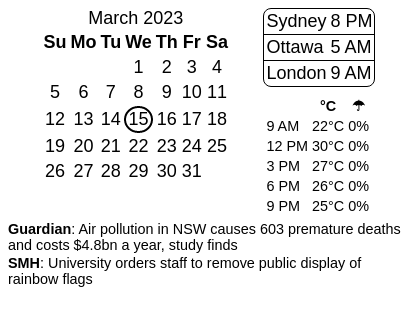 March 2023
Su Mo Tu We Th Fr Sa
1 2 3 4
5 6 7 8 9 10 11
12 13 14 15 16 17 18
19 20 21 22 23 24 25
26 27 28 29 30 31
Sydney 8 PM
Ottawa 5 AM
London 9 AM
°C ☂
9 AM 22°C 0%
12 PM 30°C 0%
3 PM 27°C 0%
6 PM 26°C 0%
9 PM 25°C 0%
Guardian: Air pollution in NSW causes 603 premature deaths
and costs $4.8bn a year, study finds
SMH: University orders staff to remove public display of
rainbow flags